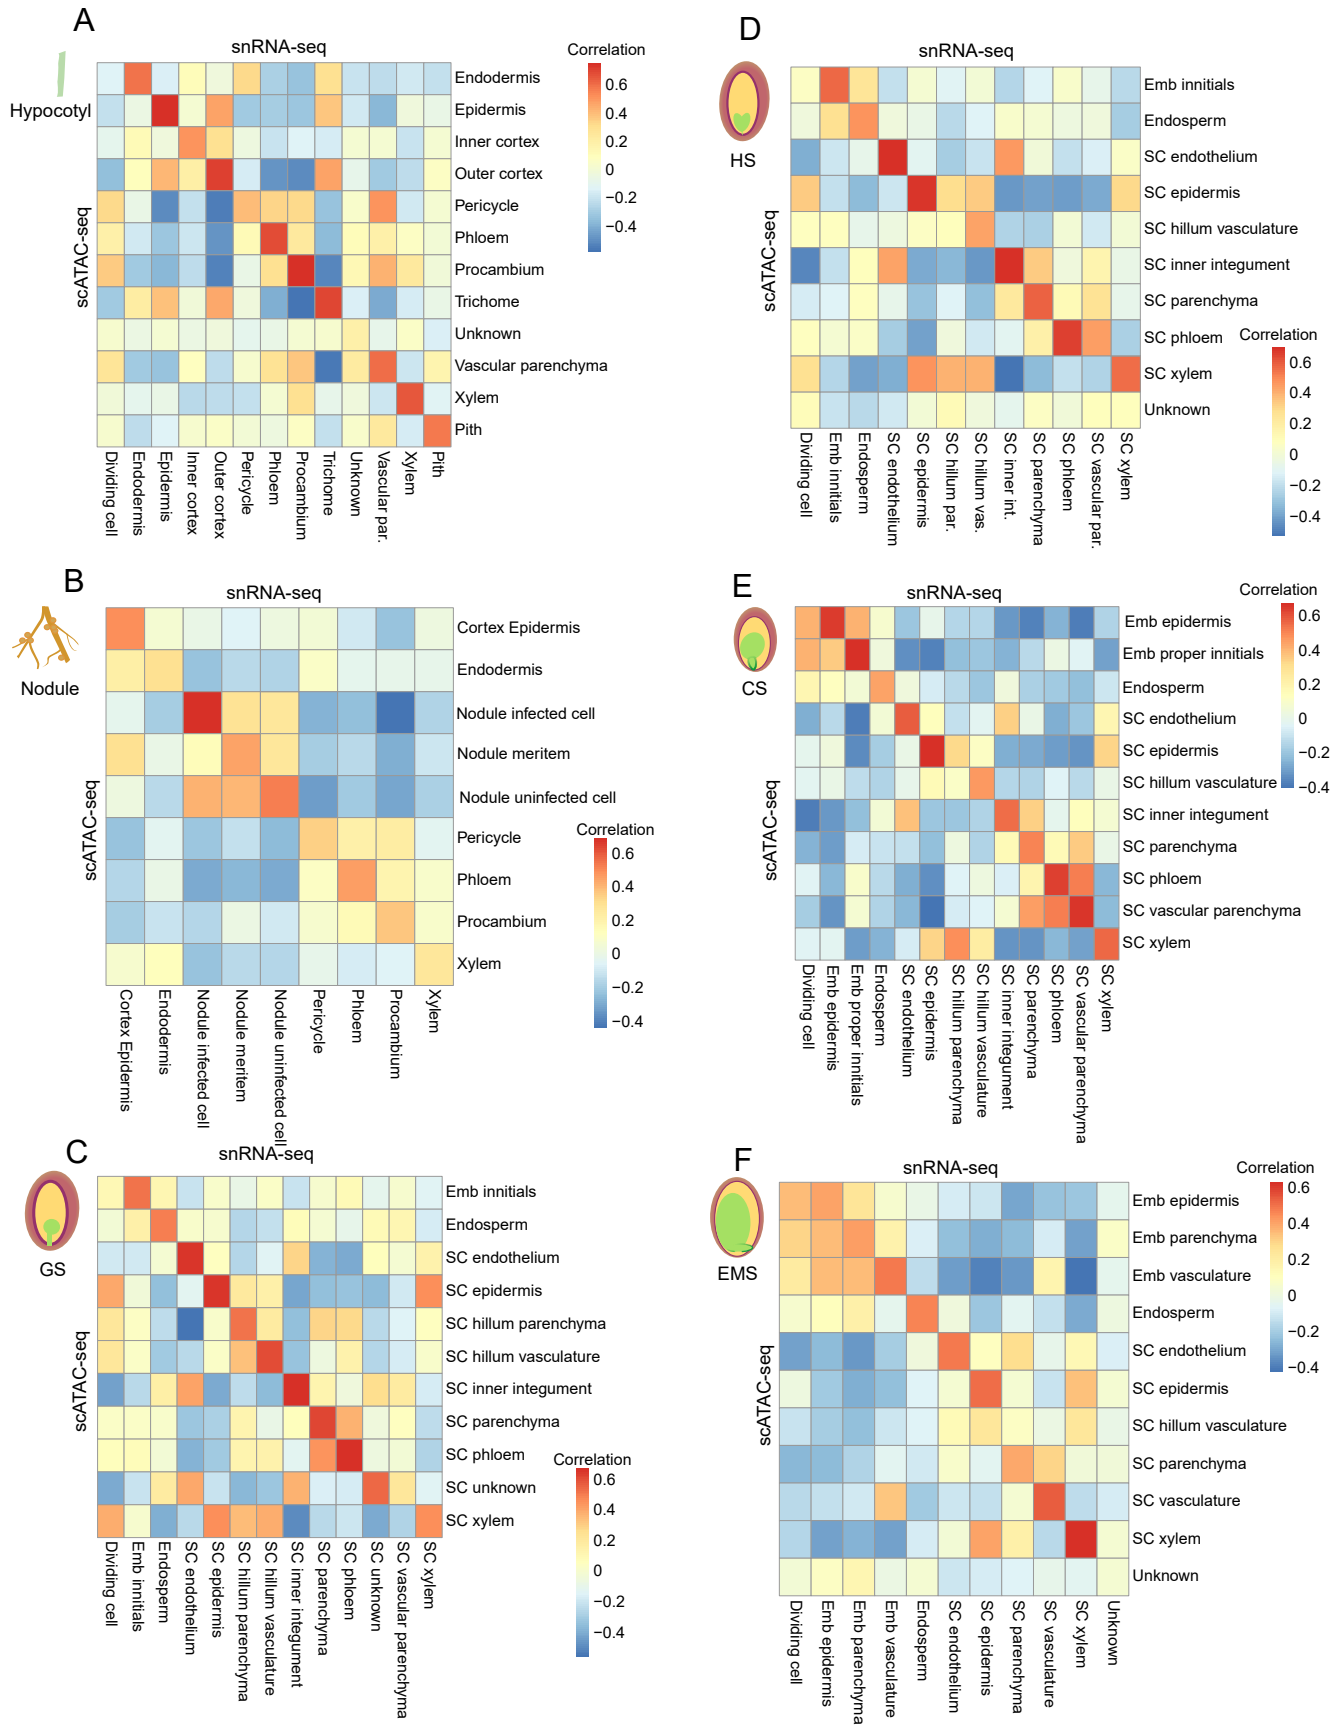 A
snRNA-seq
Correlation
Hypocotyl
scATAC-seq
Endodermis
Epidermis
Inner cortex
Outer cortex
Pericycle
Phloem
Procambium
Trichome
Unknown
Vascular parenchyma
Xylem
Pith
0.6
0.4
0.2
0
−0.2
−0.4
Dividing cell
Endodermis
Epidermis
Inner cortex
Outer cortex
Pericycle
Phloem
Procambium
Trichome
Unknown
Vascular par.
Xylem
Pith
B
snRNA-seq
Nodule
scATAC-seq
Cortex Epidermis
Endodermis
Nodule infected cell
Nodule meritem
Nodule uninfected cell
Pericycle
Phloem
Procambium
Xylem
Correlation
0.6
0.4
0.2
0
−0.2
−0.4
Cortex Epidermis
Endodermis
Nodule infected cell
Nodule meritem
Nodule uninfected cell
Pericycle
Phloem
Procambium
Xylem
C
snRNA-seq
GS
scATAC-seq
Emb innitials
Endosperm
SC endothelium
SC epidermis
SC hillum parenchyma
SC hillum vasculature
SC inner integument
SC parenchyma
SC phloem
SC unknown
SC xylem
Correlation
0.6
0.4
0.2
0
−0.2
−0.4
Dividing cell
Emb innitials
Endosperm
SC endothelium
SC epidermis
SC hillum parenchyma
SC hillum vasculature
SC inner integument
SC parenchyma
SC phloem
SC unknown
SC vascular parenchyma
SC xylem
D
snRNA-seq
HS
scATAC-seq
Emb innitials
Endosperm
SC endothelium
SC epidermis
SC hillum vasculature
SC inner integument
SC parenchyma
SC phloem
SC xylem
Unknown
Correlation
0.6
0.4
0.2
0
−0.2
−0.4
Dividing cell
Emb innitials
Endosperm
SC endothelium
SC epidermis
SC hillum par.
SC hillum vas.
SC inner int.
SC parenchyma
SC phloem
SC vascular par.
SC xylem
E
snRNA-seq
Correlation
CS
scATAC-seq
Emb epidermis
Emb proper innitials
Endosperm
SC endothelium
SC epidermis
SC hillum vasculature
SC inner integument
SC parenchyma
SC phloem
SC vascular parenchyma
SC xylem
0.6
0.4
0.2
0
−0.2
−0.4
Dividing cell
Emb epidermis
Emb proper innitials
Endosperm
SC endothelium
SC epidermis
SC hillum parenchyma
SC hillum vasculature
SC inner integument
SC parenchyma
SC phloem
SC vascular parenchyma
SC xylem
F
snRNA-seq
Correlation
EMS
scATAC-seq
Emb epidermis
Emb parenchyma
Emb vasculature
Endosperm
SC endothelium
SC epidermis
SC hillum vasculature
SC parenchyma
SC vasculature
SC xylem
Unknown
0.6
0.4
0.2
0
−0.2
−0.4
Dividing cell
Emb epidermis
Emb parenchyma
Emb vasculature
Endosperm
SC endothelium
SC epidermis
SC parenchyma
SC vasculature
SC xylem
Unknown